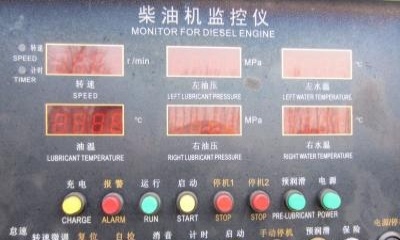 柴油机监控仪
MONITOR FOR DIESEL ENGINE
转速
SPEED
计时
TIMER
r/min MPa ℃
转速 左油压 左水温
SPEED LEFT LUBRICANT PRESSURE LEFT WATER TEMPERATURE
℃ MPa ℃
油温 右油压 右水温
LUBRICANT TEMPERATURE RIGHT LUBRICANT PRESSURE RIGHT WATER TEMPERATURE
充电 报警 运行 启动 停机1 停机2 预润滑 电源
CHARGE ALARM RUN START STOP STOP PRE-LUBRICANT POWER
怠速 转速微调 复位 自检 消音 计时 启动 手动停机 保险 电源/停